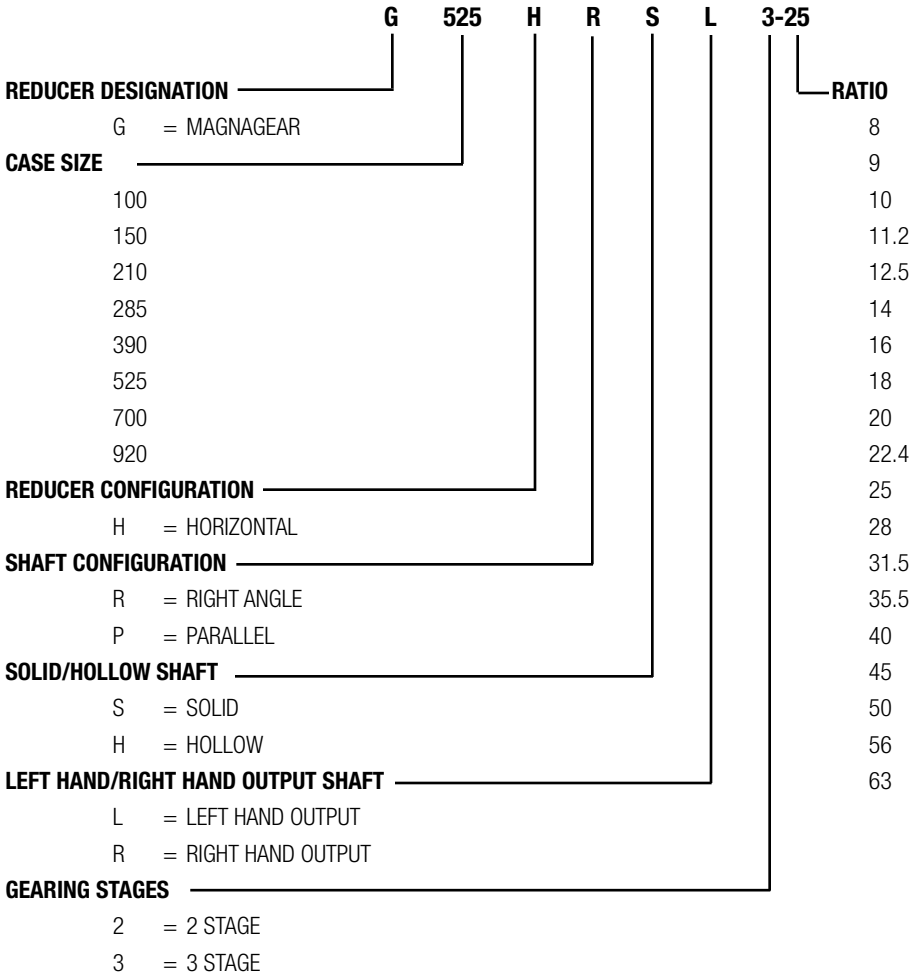 G 525 H R S L 3-25
REDUCER DESIGNATION RATIO
G = MAGNAGEAR 8
CASE SIZE 9
100 10
150 11.2
210 12.5
285 14
390 16
525 18
700 20
920 22.4
REDUCER CONFIGURATION 25
H = HORIZONTAL 28
SHAFT CONFIGURATION 31.5
R = RIGHT ANGLE 35.5
P = PARALLEL 40
SOLID/HOLLOW SHAFT 45
S = SOLID 50
H = HOLLOW 56
LEFT HAND/RIGHT HAND OUTPUT SHAFT 63
L = LEFT HAND OUTPUT
R = RIGHT HAND OUTPUT
GEARING STAGES
2 = 2 STAGE
3 = 3 STAGE